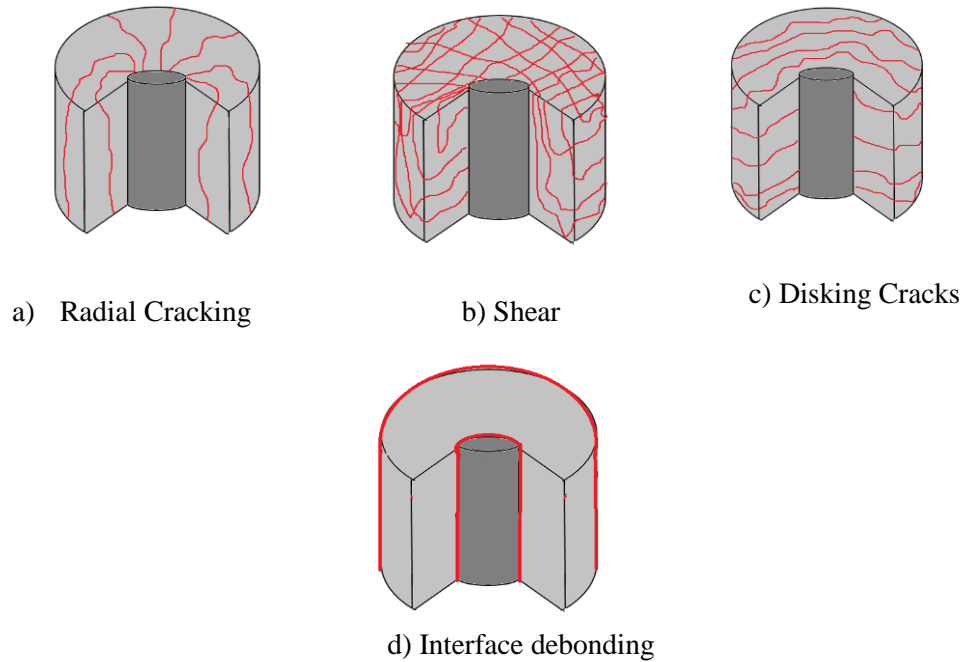 a) Radial Cracking
b) Shear
c) Disking Cracks
d) Interface debonding